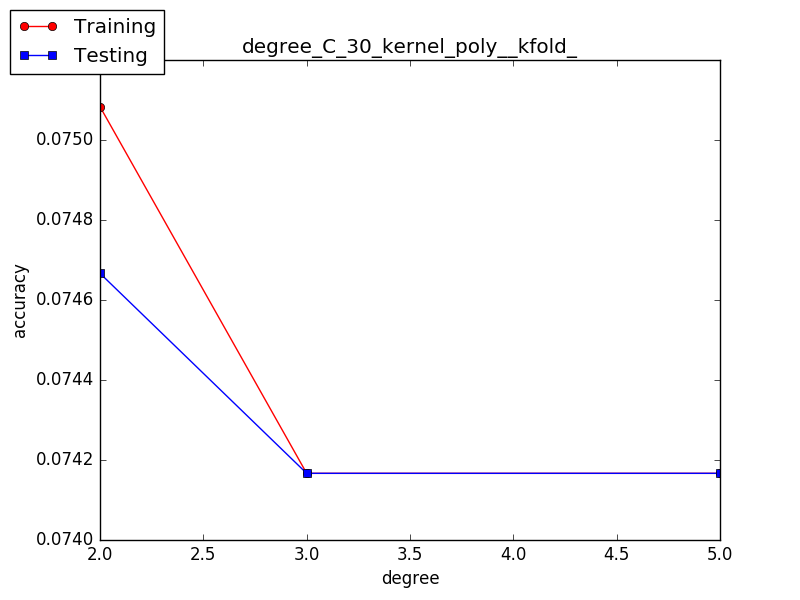 Training
Testing
degree_C_30_kernel_poly__kfold_
0.0750
0.0748
0.0746
0.0744
0.0742
0.0740
accuracy
2.0 2.5 3.0 3.5 4.0 4.5 5.0
degree